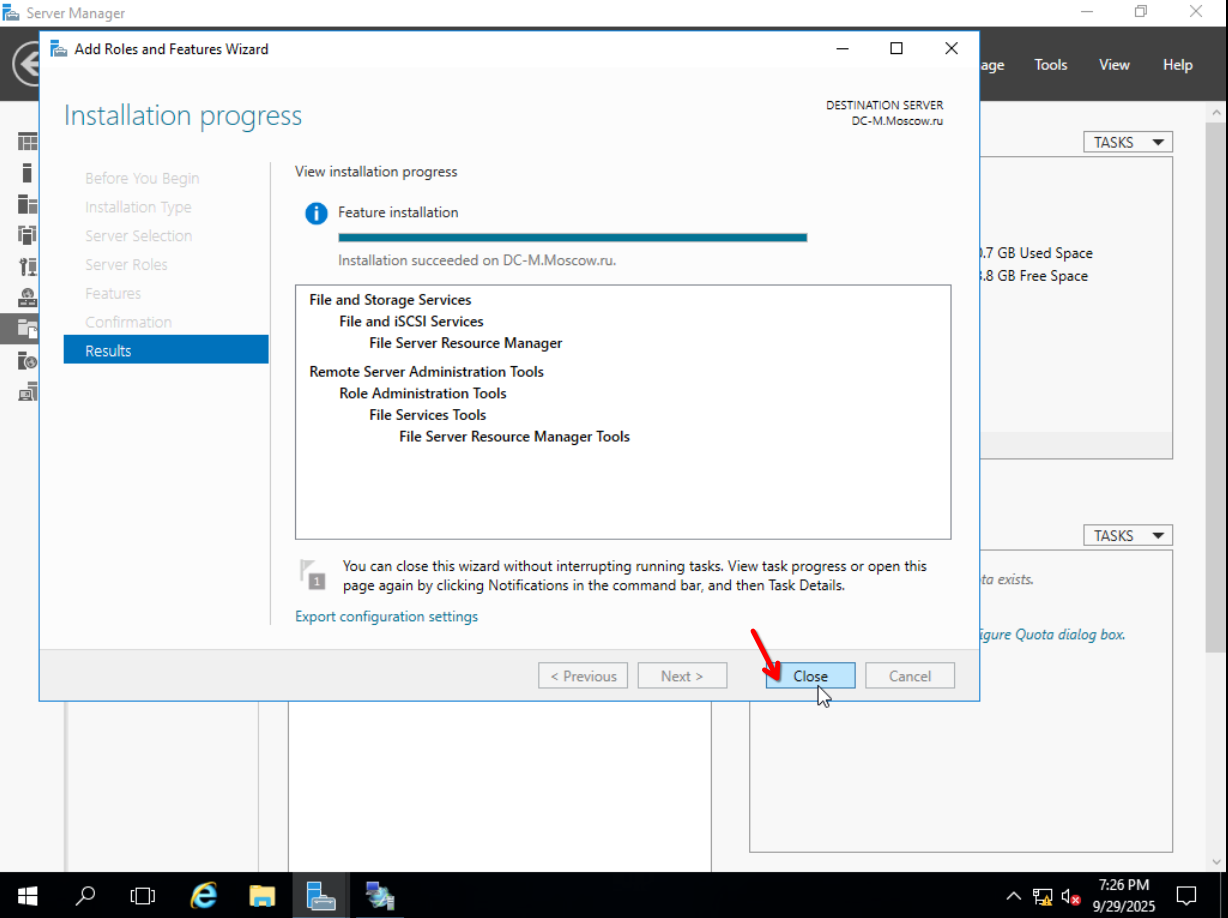 Server Manager
Add Roles and Features Wizard
age Tools View Help
Installation progress
DESTINATION SERVER
DC-M.Moscow.ru
TASKS
Before You Begin
Installation Type
Server Selection
Server Roles
Features
Confirmation
Results
View installation progress
Feature installation
Installation succeeded on DC-M.Moscow.ru.
File and Storage Services
File and iSCSI Services
File Server Resource Manager
Remote Server Administration Tools
Role Administration Tools
File Services Tools
File Server Resource Manager Tools
1
You can close this wizard without interrupting running tasks. View task progress or open this
page again by clicking Notifications in the command bar, and then Task Details.
Export configuration settings
< Previous
Next >
Close
Cancel
.7 GB Used Space
.8 GB Free Space
TASKS
ta exists.
igure Quota dialog box.
7:26 PM
9/29/2025